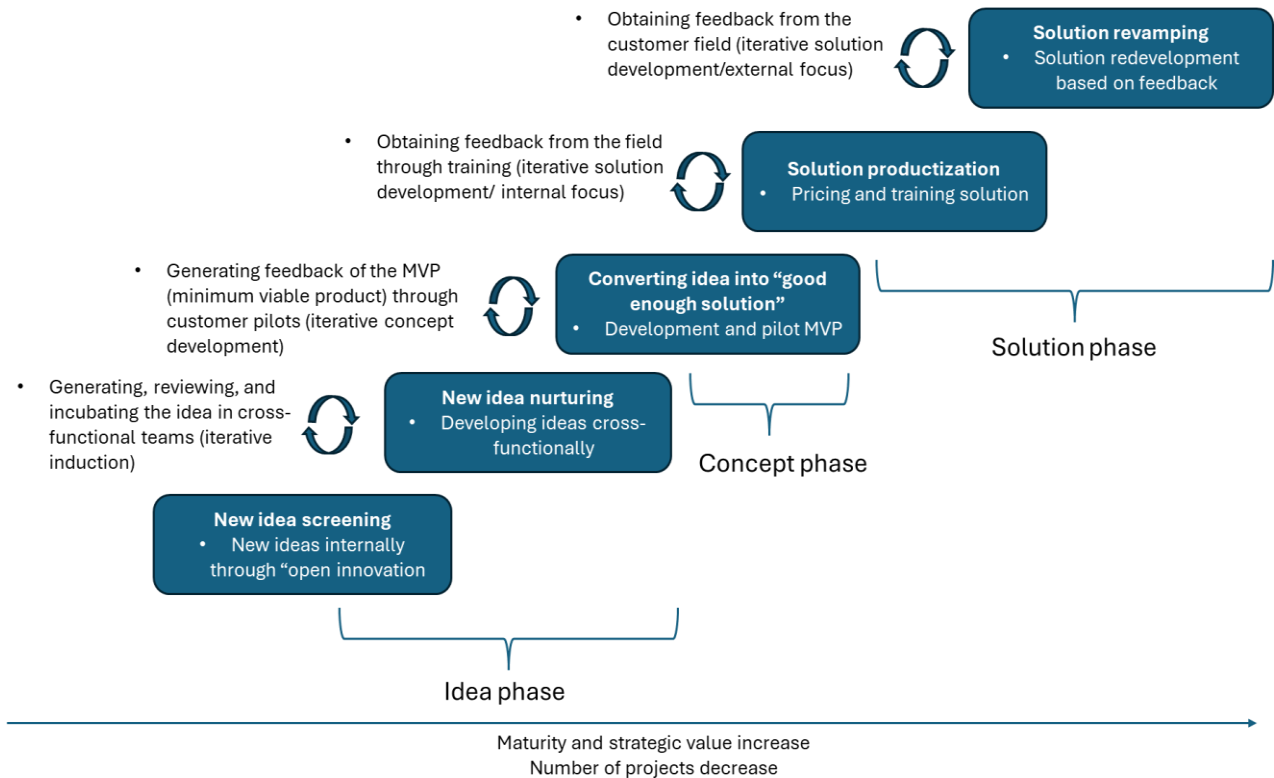 • Obtaining feedback from the
customer field (iterative solution
development/external focus)
Solution revamping
• Solution redevelopment
based on feedback
• Obtaining feedback from the field
through training (iterative solution
development/ internal focus)
Solution productization
• Pricing and training solution
• Generating feedback of the MVP
(minimum viable product) through
customer pilots (iterative concept
development)
Converting idea into “good
enough solution”
• Development and pilot MVP
Solution phase
• Generating, reviewing, and
incubating the idea in cross-
functional teams (iterative
induction)
New idea nurturing
• Developing ideas cross-
functionally
Concept phase
New idea screening
• New ideas internally
through “open innovation
Idea phase
Maturity and strategic value increase
Number of projects decrease